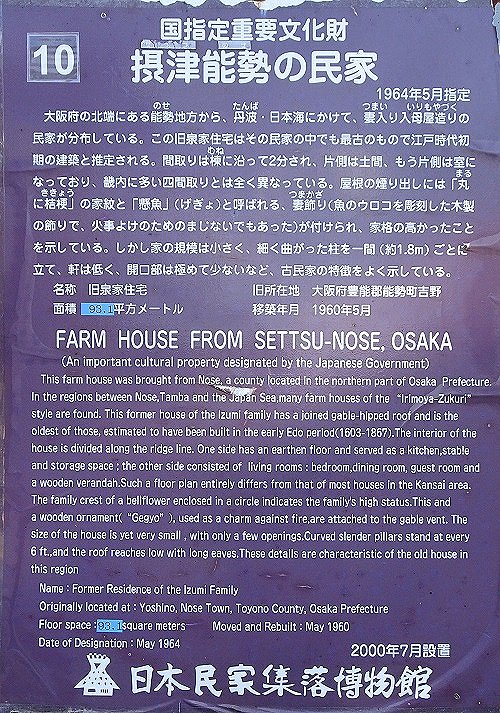 10
国指定重要文化財
摂津能勢の民家
1964年5月指定
大阪府の北端にある能勢地方から、丹波・日本海にかけて、妻入り入母屋造りの
民家が分布している。この旧泉家住宅はその民家の中でも最古のもので江戸時代初
期の建築と推定される。間取りは棟に沿って2分され、片側は土間、もう片側は室に
なっており、畿内に多い四間取りとは全く異なっている。屋根の煙り出しには「丸
に桔梗」の家紋と「懸魚」(げぎょ)と呼ばれる、妻飾り(魚のウロコを彫刻した木製
の飾りで、火事よけのためのまじないでもあった)が付けられ、家格の高かったこと
を示している。しかし家の規模は小さく、細く曲がった柱を一間(約1.8m)ごとに
立て、軒は低く、開口部は極めて少ないなど、古民家の特徴をよく示している。
名称 旧泉家住宅 旧所在地 大阪府豊能郡能勢町吉野
面積 93.1平方メートル 移築年月 1960年5月
FARM HOUSE FROM SETTSU-NOSE, OSAKA
(An important cultural property designated by the Japanese Government)
This farm house was brought from Nose, a county located in the northern part of Osaka Prefecture.
In the regions between Nose,Tamba and the Japan Sea,many farm houses of the "Irimoya-Zukuri"
style are found. This former house of the Izumi family has a joined gable-hipped roof and is the
oldest of those, estimated to have been built in the early Edo period(1603-1867).The interior of the
house is divided along the ridge line. One side has an earthen floor and served as a kitchen,stable
and storage space ; the other side consisted of living rooms : bedroom,dining room, guest room and
a wooden verandah.Such a floor plan entirely differs from that of most houses in the Kansai area.
The family crest of a bellflower enclosed in a circle indicates the family's high status.This and
a wooden ornament( "Gegyo" ), used as a charm against fire,are attached to the gable vent. The
size of the house is yet very small , with only a few openings.Curved slender pillars stand at every
6 ft.,and the roof reaches low with long eaves.These details are characteristic of the old house in
this region
Name : Former Residence of the Izumi Family
Originally located at : Yoshino, Nose Town, Toyono County, Osaka Prefecture
Floor space : 93.1square meters Moved and Rebuilt : May 1960
Date of Designation : May 1964
2000年7月設置
日本民家集落博物館